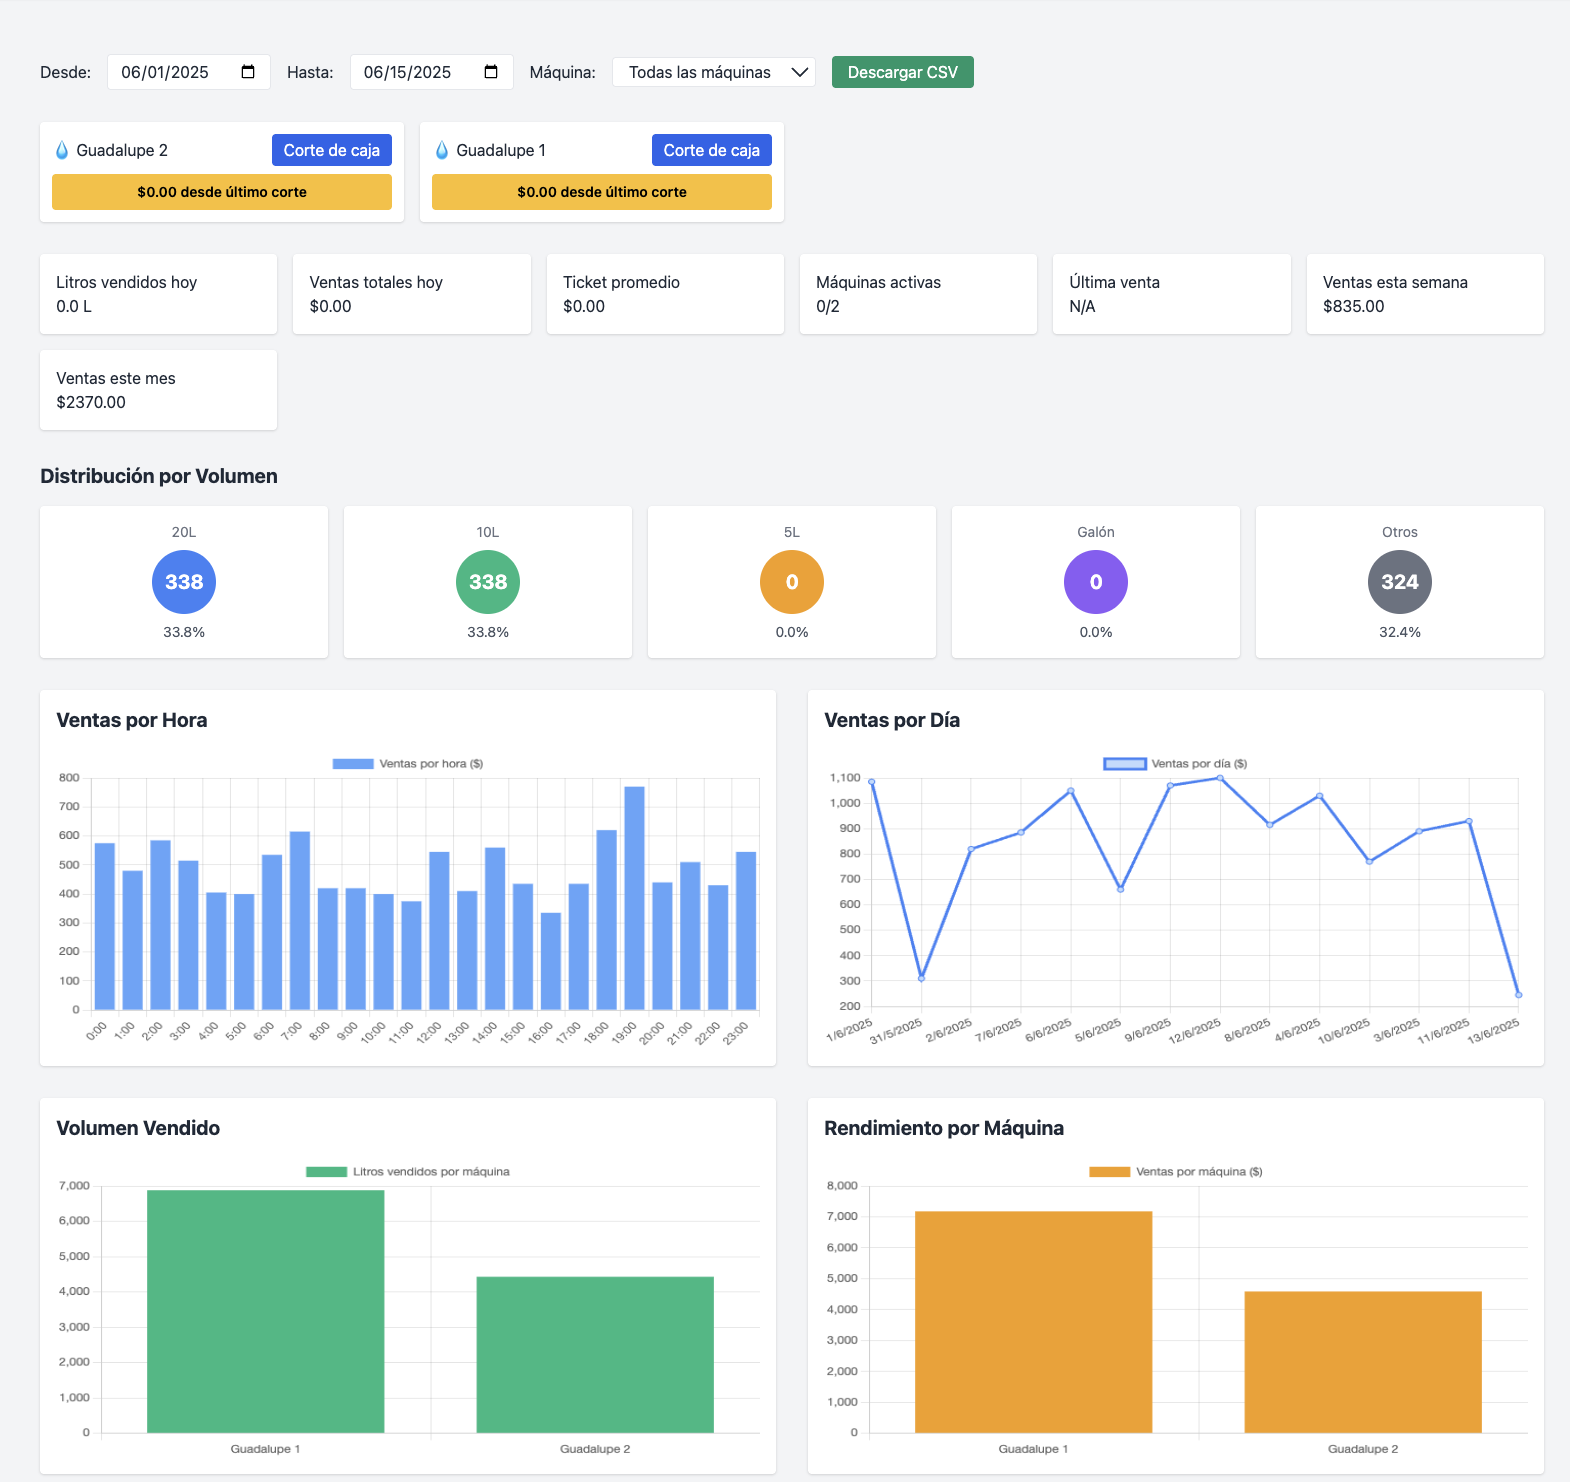 Desde: 06/01/2025 Hasta: 06/15/2025 Máquina: Todas las máquinas Descargar CSV
Guadalupe 2 Corte de caja
$0.00 desde último corte
Guadalupe 1 Corte de caja
$0.00 desde último corte
Litros vendidos hoy
0.0 L
Ventas totales hoy
$0.00
Ticket promedio
$0.00
Máquinas activas
0/2
Última venta
N/A
Ventas esta semana
$835.00
Ventas este mes
$2370.00
Distribución por Volumen
20L
338
33.8%
10L
338
33.8%
5L
0
0.0%
Galón
0
0.0%
Otros
324
32.4%
Ventas por Hora
Ventas por hora ($)
800
700
600
500
400
300
200
100
0
0:00 1:00 2:00 3:00 4:00 5:00 6:00 7:00 8:00 9:00 10:00 11:00 12:00 13:00 14:00 15:00 16:00 17:00 18:00 19:00 20:00 21:00 22:00 23:00
Ventas por Día
Ventas por día ($)
1,100
1,000
900
800
700
600
500
400
300
200
1/6/2025 31/5/2025 2/6/2025 7/6/2025 6/6/2025 5/6/2025 9/6/2025 12/6/2025 8/6/2025 4/6/2025 10/6/2025 3/6/2025 11/6/2025 13/6/2025
Volumen Vendido
Litros vendidos por máquina
7,000
6,000
5,000
4,000
3,000
2,000
1,000
0
Guadalupe 1 Guadalupe 2
Rendimiento por Máquina
Ventas por máquina ($)
8,000
7,000
6,000
5,000
4,000
3,000
2,000
1,000
0
Guadalupe 1 Guadalupe 2